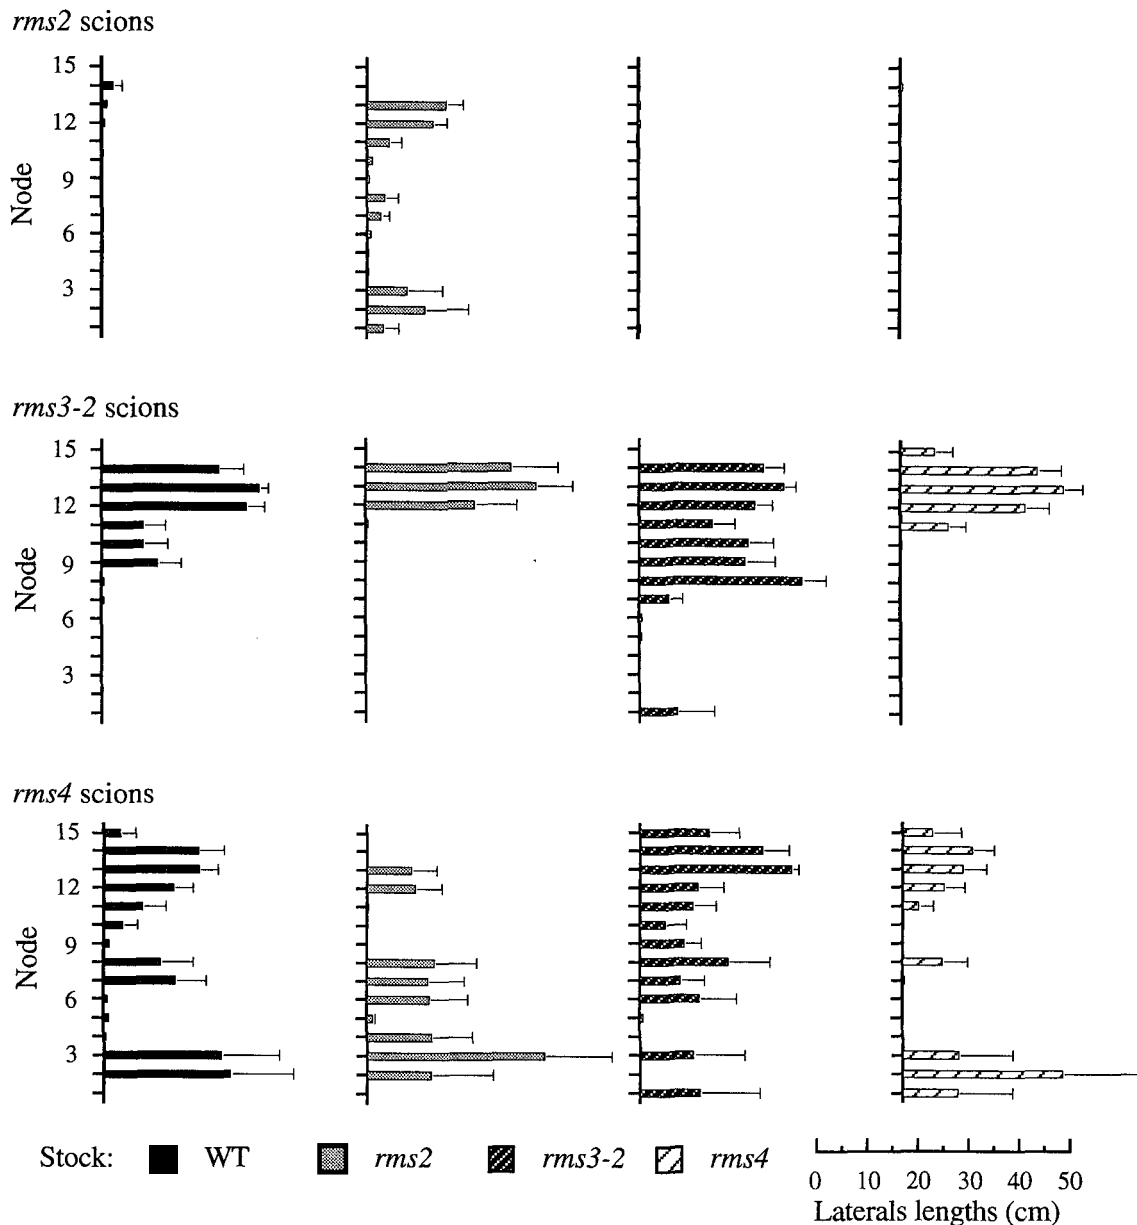 rms2 scions
15
12
9
6
3
Node
rms3-2 scions
15
12
9
6
3
Node
rms4 scions
15
12
9
6
3
Node
Stock: WT rms2 rms3-2 rms4
0 10 20 30 40 50
Laterals lengths (cm)